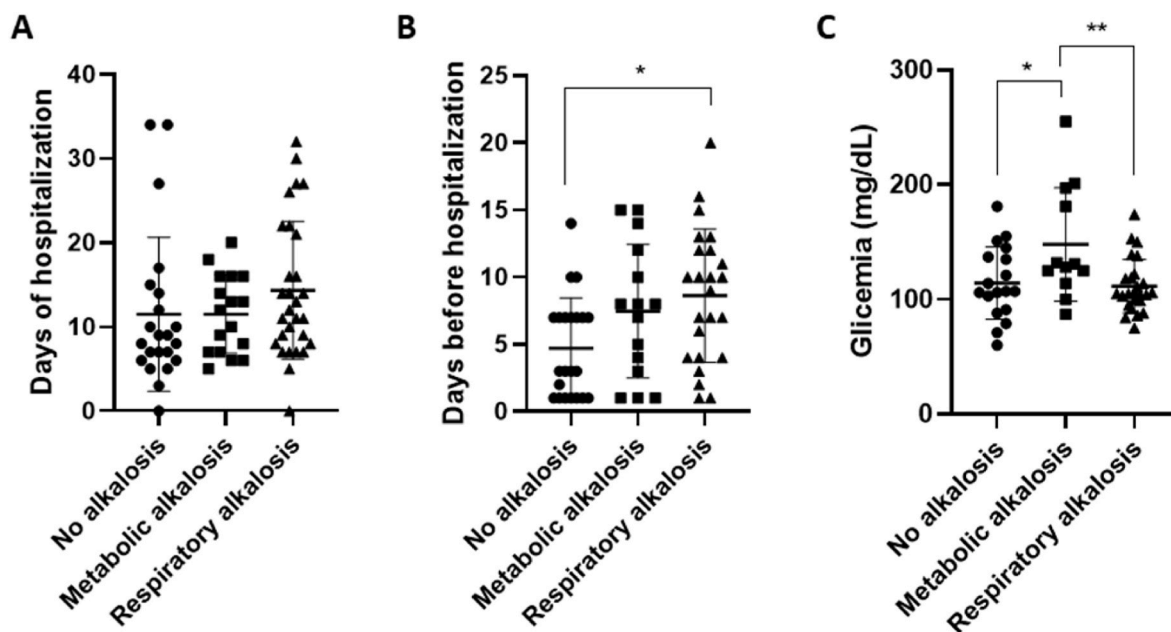 A
Days of hospitalization
40
30
20
10
0
No alkalosis
Metabolic alkalosis
Respiratory alkalosis
B
Days before hospitalization
25
20
15
10
5
0
*
No alkalosis
Metabolic alkalosis
Respiratory alkalosis
C
Glicemia (mg/dL)
300
200
100
0
*
**
No alkalosis
Metabolic alkalosis
Respiratory alkalosis